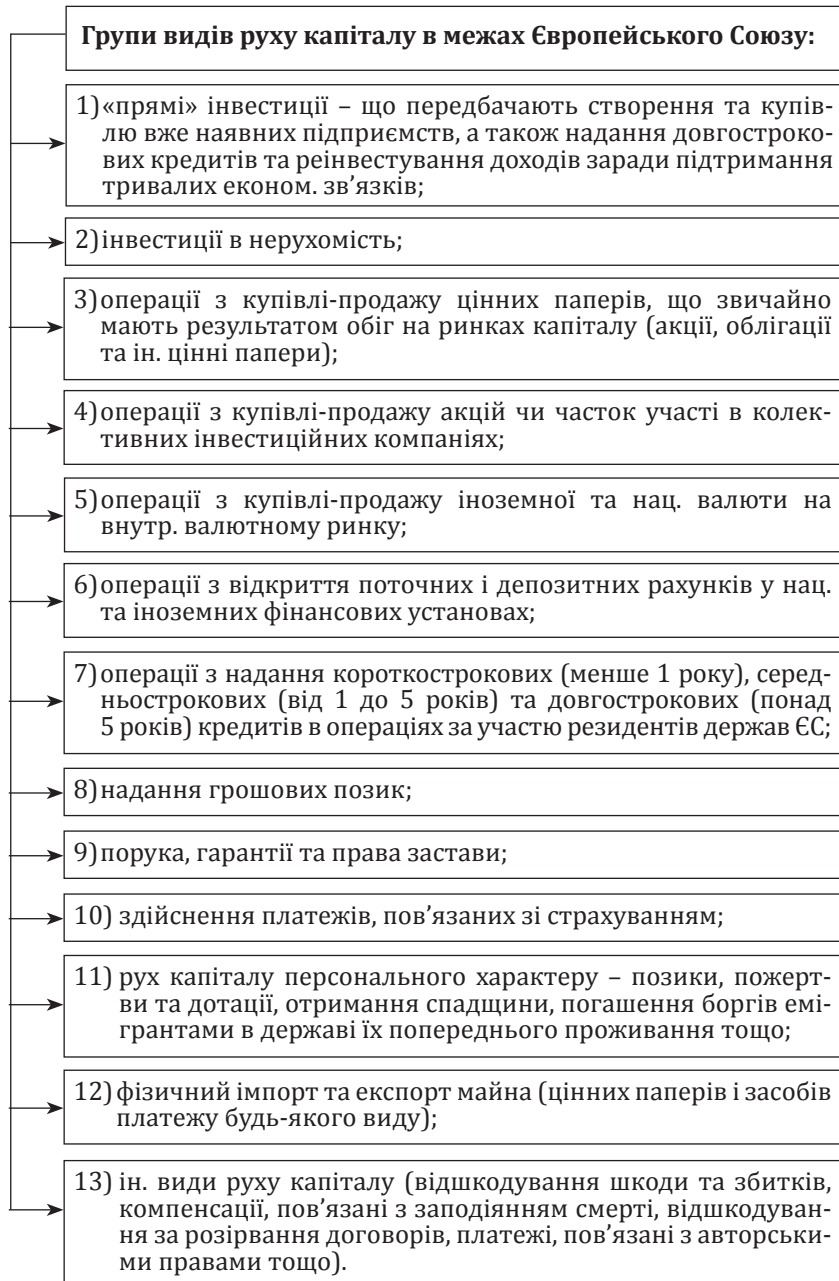 Групи видів руху капіталу в межах Європейського Союзу:
1) «прямі» інвестиції – що передбачають створення та купів-
лю вже наявних підприємств, а також надання довгостроко-
вих кредитів та реінвестування доходів заради підтримання
тривалих економ. зв’язків;
2) інвестиції в нерухомість;
3) операції з купівлі-продажу цінних паперів, що звичайно
мають результатом обіг на ринках капіталу (акції, облігації
та ін. цінні папери);
4) операції з купівлі-продажу акцій чи часток участі в колек-
тивних інвестиційних компаніях;
5) операції з купівлі-продажу іноземної та нац. валюти на
внутр. валютному ринку;
6) операції з відкриття поточних і депозитних рахунків у нац.
та іноземних фінансових установах;
7) операції з надання короткострокових (менше 1 року), серед-
ньострокових (від 1 до 5 років) та довгострокових (понад
5 років) кредитів в операціях за участю резидентів держав ЄС;
8) надання грошових позик;
9) порука, гарантії та права застави;
10) здійснення платежів, пов’язаних зі страхуванням;
11) рух капіталу персонального характеру – позики, пожерт-
ви та дотації, отримання спадщини, погашення боргів емі-
грантами в державі їх попереднього проживання тощо;
12) фізичний імпорт та експорт майна (цінних паперів і засобів
платежу будь-якого виду);
13) ін. види руху капіталу (відшкодування шкоди та збитків,
компенсації, пов’язані з заподіянням смерті, відшкодуван-
ня за розірвання договорів, платежі, пов’язані з авторськи-
ми правами тощо).